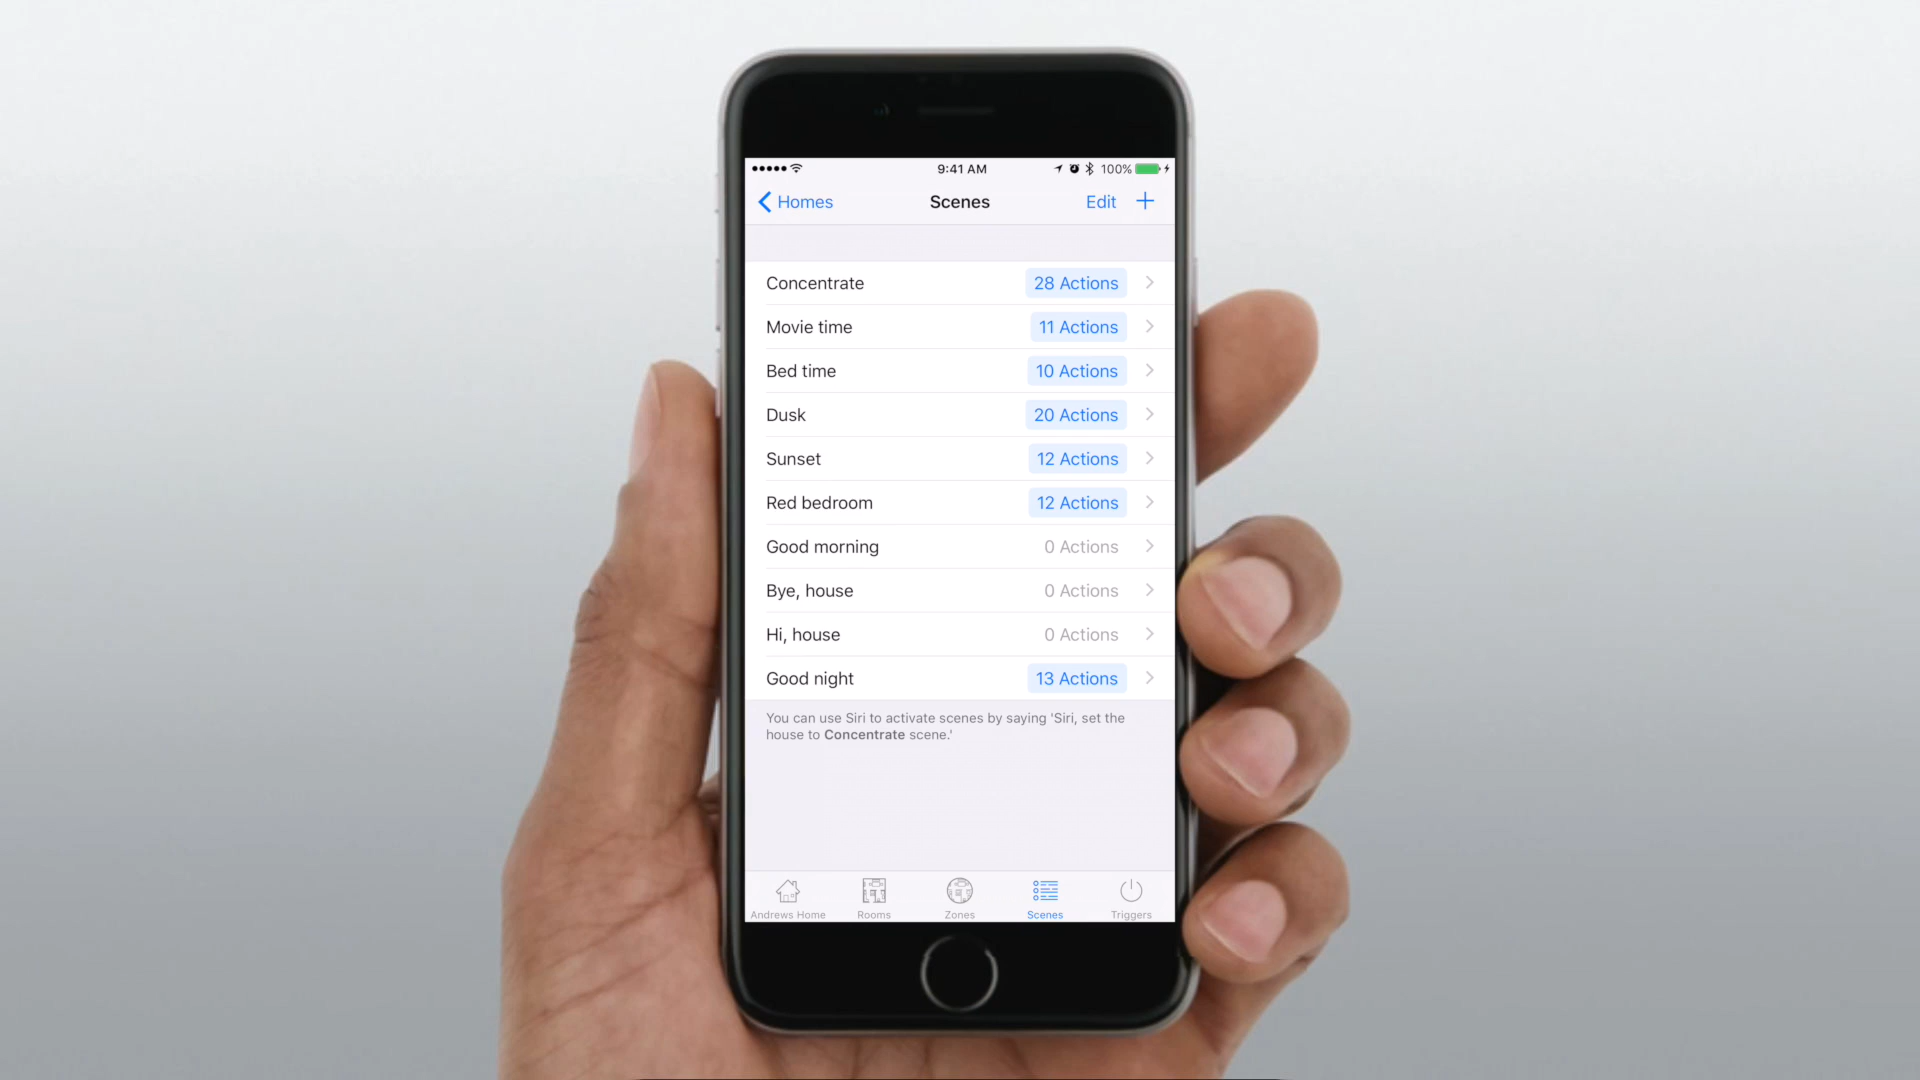 9:41 AM 100%
Homes Scenes Edit +
Concentrate 28 Actions
Movie time 11 Actions
Bed time 10 Actions
Dusk 20 Actions
Sunset 12 Actions
Red bedroom 12 Actions
Good morning 0 Actions
Bye, house 0 Actions
Hi, house 0 Actions
Good night 13 Actions
You can use Siri to activate scenes by saying 'Siri, set the
house to Concentrate scene.'
Andrews Home Rooms Zones Scenes Triggers